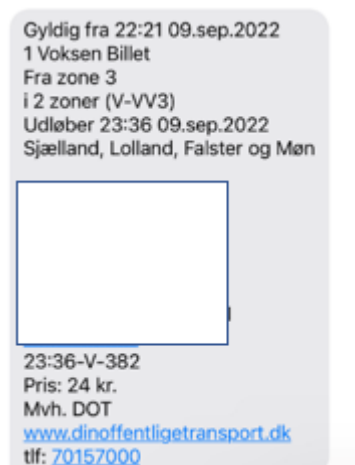 Gyldig fra 22:21 09.sep.2022
1 Voksen Billet
Fra zone 3
i 2 zoner (V-VV3)
Udløber 23:36 09.sep.2022
Sjælland, Lolland, Falster og Møn
23:36-V-382
Pris: 24 kr.
Mvh. DOT
www.dinoffentligetransport.dk
tlf: 70157000